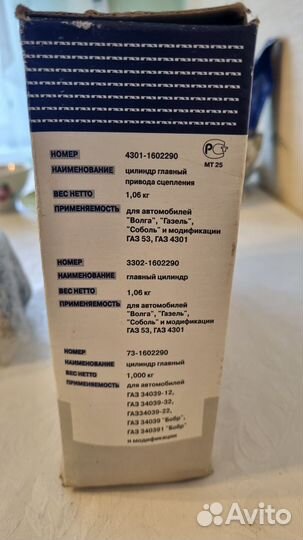 НОМЕР 4301-1602290
НАИМЕНОВАНИЕ цилиндр главный
привода сцепления
ВЕС НЕТТО 1,06 кг
ПРИМЕНЯЕМОСТЬ для автомобилей
"Волга", "Газель",
"Соболь" и модификации
ГАЗ 53, ГАЗ 4301
МТ 25
НОМЕР 3302-1602290
НАИМЕНОВАНИЕ главный цилиндр
ВЕС НЕТТО 1,06 кг
ПРИМЕНЯЕМОСТЬ для автомобилей
"Волга", "Газель",
"Соболь" и модификации
ГАЗ 53, ГАЗ 4301
НОМЕР 73-1602290
НАИМЕНОВАНИЕ цилиндр главный
ВЕС НЕТТО 1,000 кг
ПРИМЕНЯЕМОСТЬ для автомобилей
ГАЗ 34039-12,
ГАЗ 34039-32,
ГАЗ34039-22,
ГАЗ 34039 "Бобр",
ГАЗ 340391 "Бобр"
и модификации
Avito